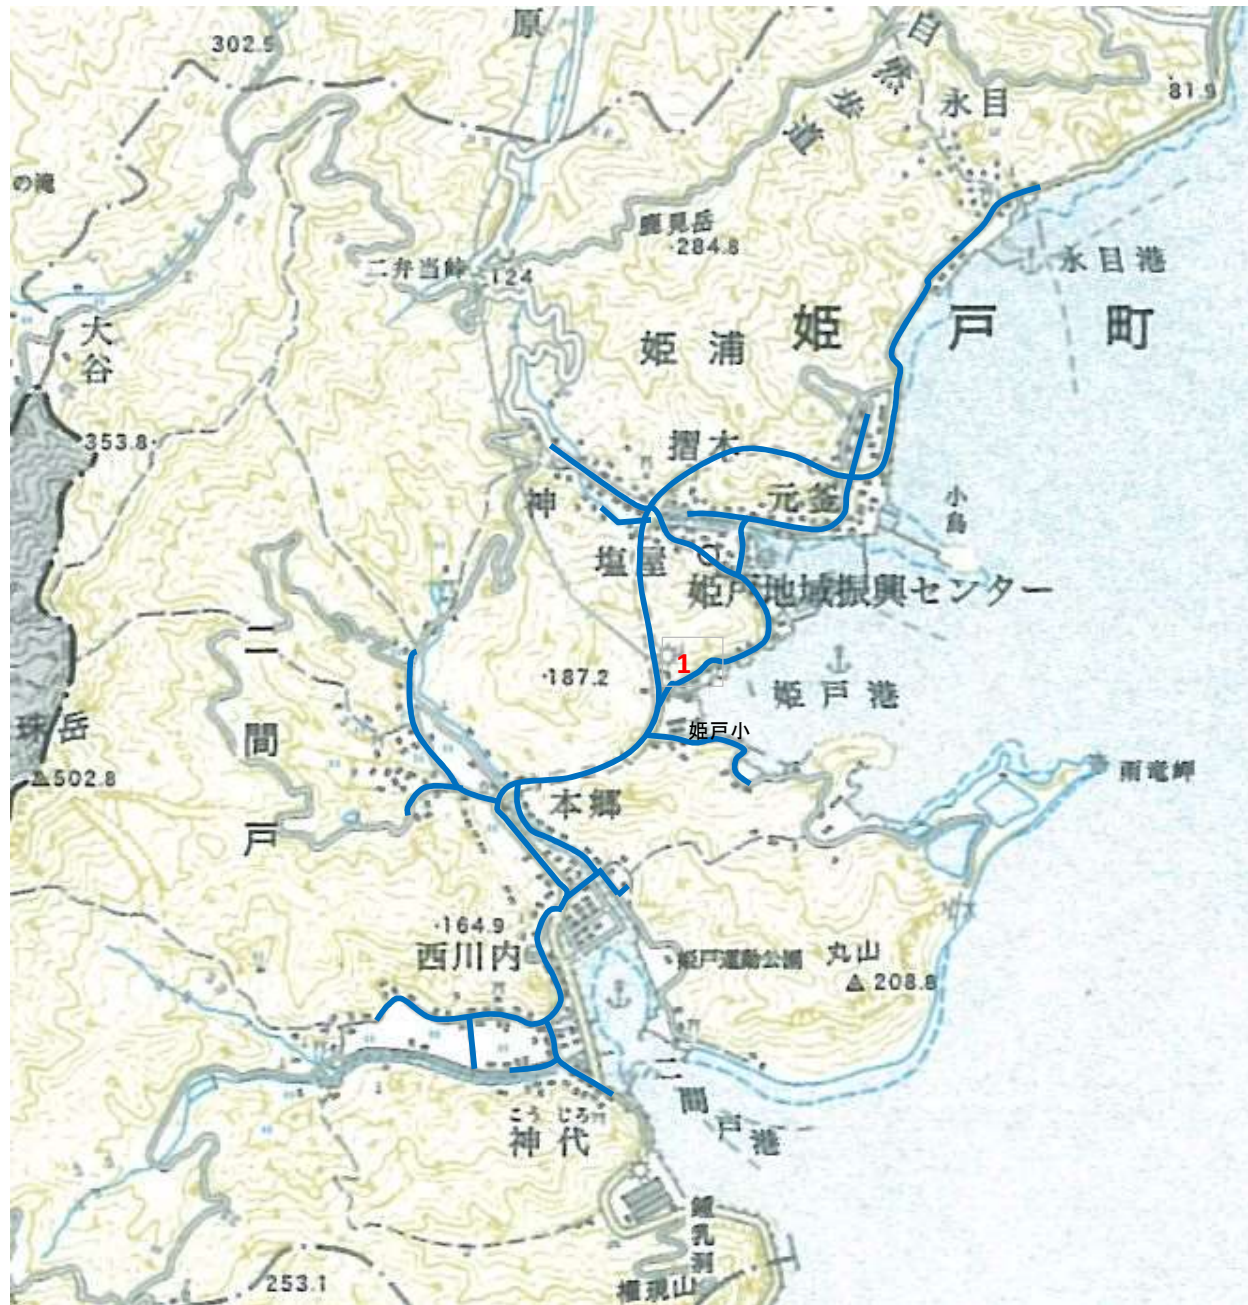 原
302.5
自然歩道
永目
81.9
の滝
鹿見岳
・284.8
永目港
二弁当峠
・124
姫戸町
大谷
姫浦
353.8・
摺木
神
元釜
小島
塩屋
姫戸地域振興センター
二間戸
1
・187.2
姫戸港
姫戸小
珠岳
△502.8
雨竜岬
本郷
・164.9
西川内
姫戸運動公園
丸山
△ 208.8
二間戸港
こうじろ
神代
鍾乳洞
253.1
権現山